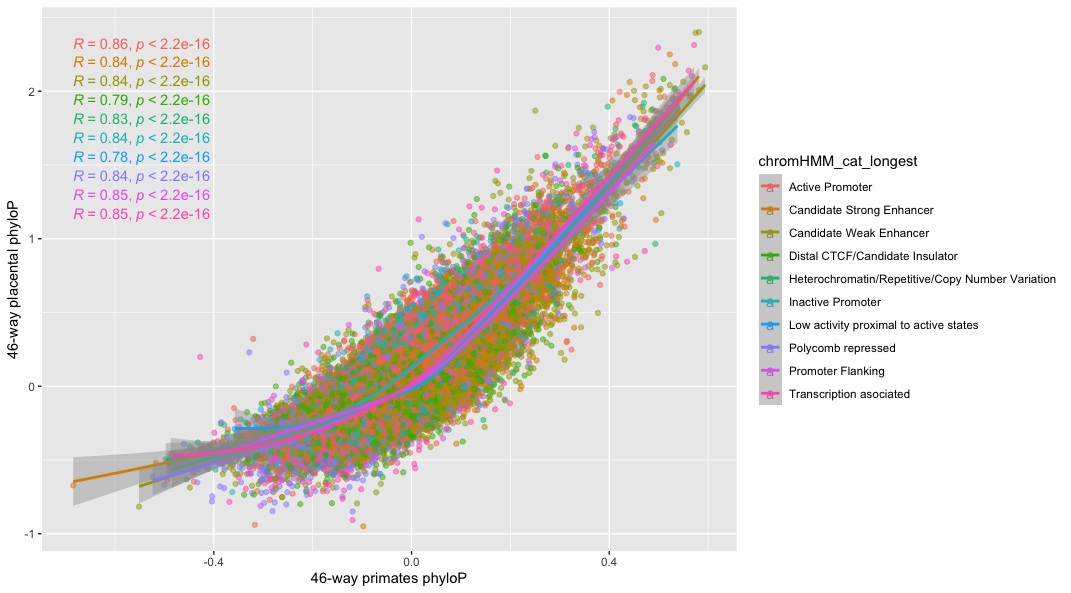 R = 0.86, p < 2.2e-16
R = 0.84, p < 2.2e-16
R = 0.84, p < 2.2e-16
R = 0.79, p < 2.2e-16
R = 0.83, p < 2.2e-16
R = 0.84, p < 2.2e-16
R = 0.78, p < 2.2e-16
R = 0.84, p < 2.2e-16
R = 0.85, p < 2.2e-16
R = 0.85, p < 2.2e-16
2
1
0
-1
46-way placental phyloP
-0.4 0.0 0.4
46-way primates phyloP
chromHMM_cat_longest
a Active Promoter
a Candidate Strong Enhancer
a Candidate Weak Enhancer
a Distal CTCF/Candidate Insulator
a Heterochromatin/Repetitive/Copy Number Variation
a Inactive Promoter
a Low activity proximal to active states
a Polycomb repressed
a Promoter Flanking
a Transcription asociated